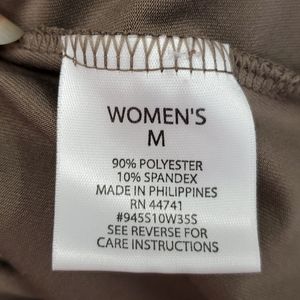 WOMEN'S
M
90% POLYESTER
10% SPANDEX
MADE IN PHILIPPINES
RN 44741
#945S10W35S
SEE REVERSE FOR
CARE INSTRUCTIONS